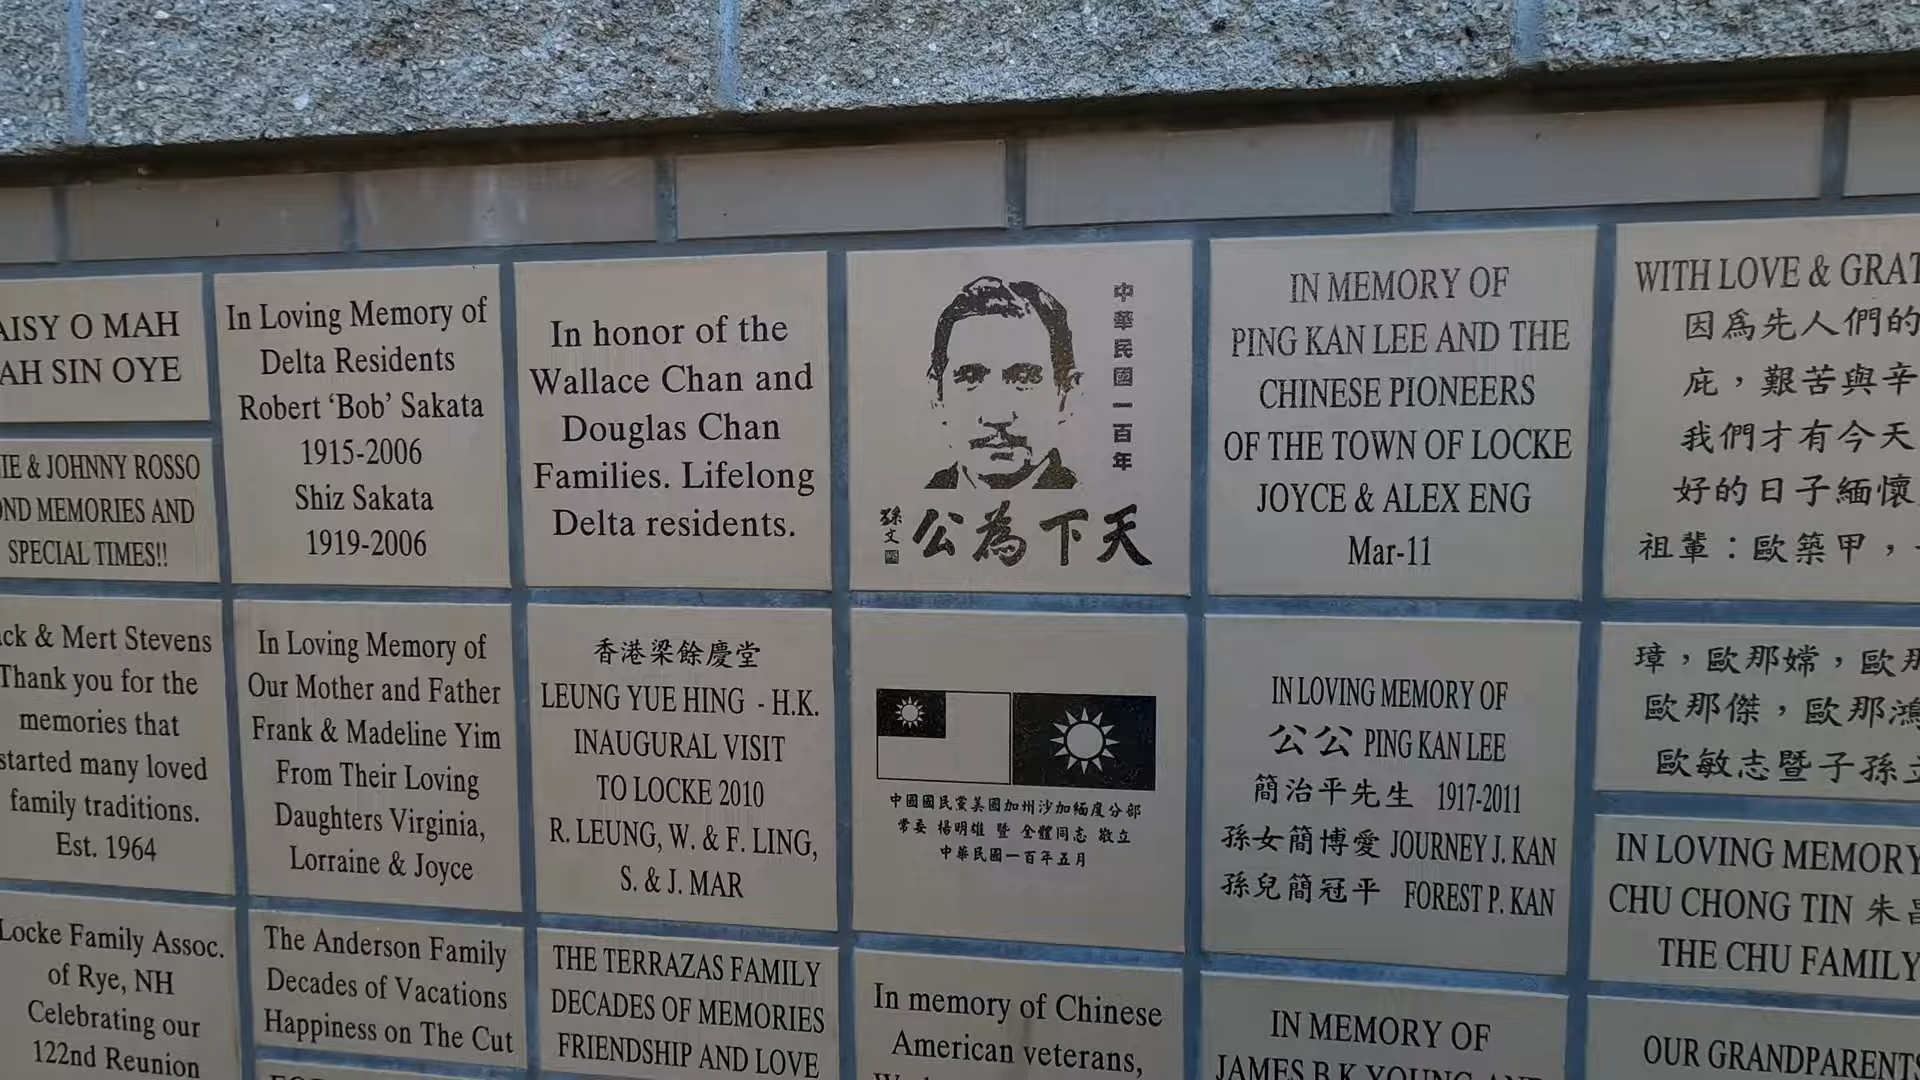 AISY O MAH
AH SIN OYE
IE & JOHNNY ROSSO
ND MEMORIES AND
SPECIAL TIMES!!
ck & Mert Stevens
Thank you for the
memories that
started many loved
family traditions.
Est. 1964
Locke Family Assoc.
of Rye, NH
Celebrating our
122nd Reunion
In Loving Memory of
Delta Residents
Robert ‘Bob’ Sakata
1915-2006
Shiz Sakata
1919-2006
In Loving Memory of
Our Mother and Father
Frank & Madeline Yim
From Their Loving
Daughters Virginia,
Lorraine & Joyce
The Anderson Family
Decades of Vacations
Happiness on The Cut
In honor of the
Wallace Chan and
Douglas Chan
Families. Lifelong
Delta residents.
香港梁餘慶堂
LEUNG YUE HING - H.K.
INAUGURAL VISIT
TO LOCKE 2010
R. LEUNG, W. & F. LING,
S. & J. MAR
THE TERRAZAS FAMILY
DECADES OF MEMORIES
FRIENDSHIP AND LOVE
中華民國一百年
天下為公
孫文
中國國民黨美國加州沙加緬度分部
常委 楊明雄 暨 全體同志 敬立
中華民國一百年五月
In memory of Chinese
American veterans,
IN MEMORY OF
PING KAN LEE AND THE
CHINESE PIONEERS
OF THE TOWN OF LOCKE
JOYCE & ALEX ENG
Mar-11
IN LOVING MEMORY OF
公公 PING KAN LEE
簡治平先生 1917-2011
孫女簡博愛 JOURNEY J. KAN
孫兒簡冠平 FOREST P. KAN
IN MEMORY OF
JAMES B.K. YOUNG AND
WITH LOVE & GRAT
因為先人們的
庇，艱苦與辛
我們才有今天
好的日子緬懷
祖輩：歐築甲，
璋，歐那嫦，歐那
歐那傑，歐那鴻
歐敏志暨子孫立
IN LOVING MEMORY
CHU CHONG TIN 朱昌
THE CHU FAMILY
OUR GRANDPARENTS